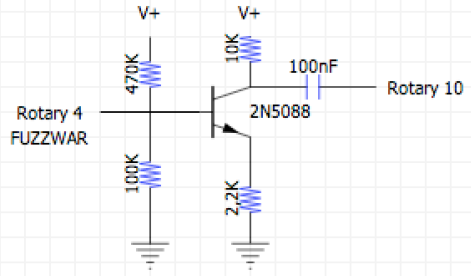 V+
V+
470K
10K
100nF
Rotary 10
2N5088
Rotary 4
FUZZWAR
100K
2,2K